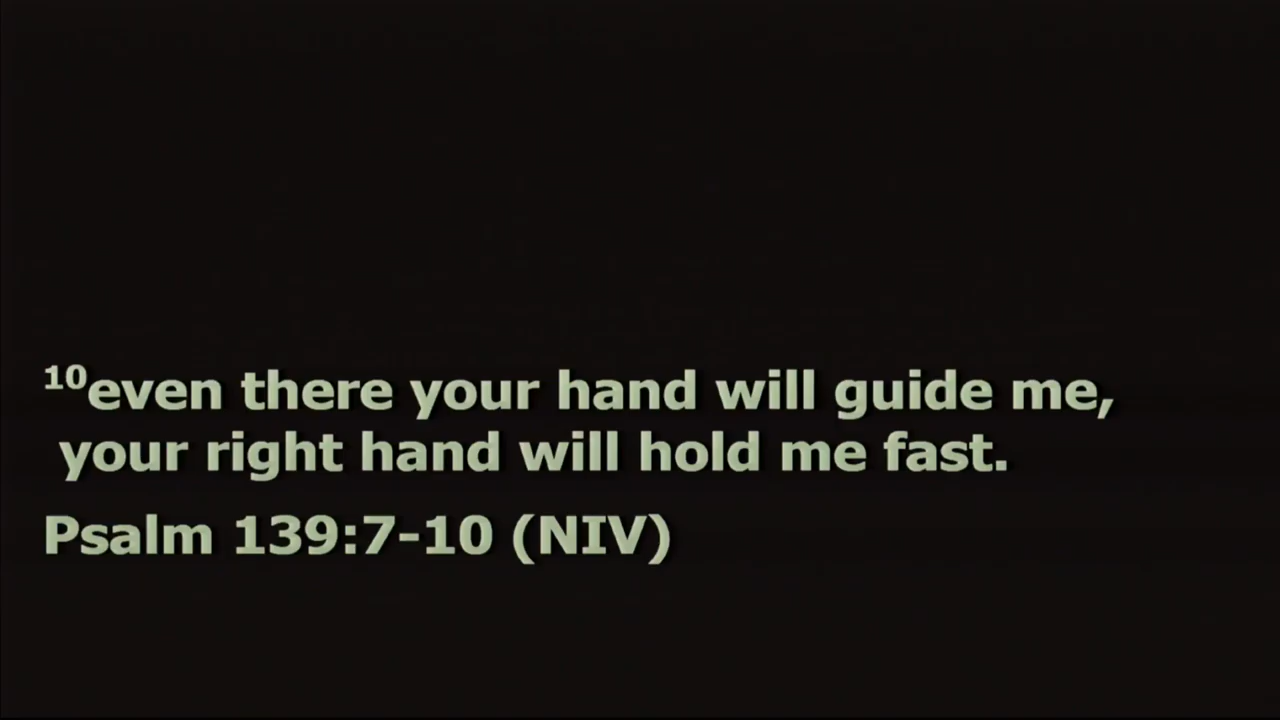 ¹⁰even there your hand will guide me,
your right hand will hold me fast.
Psalm 139:7-10 (NIV)